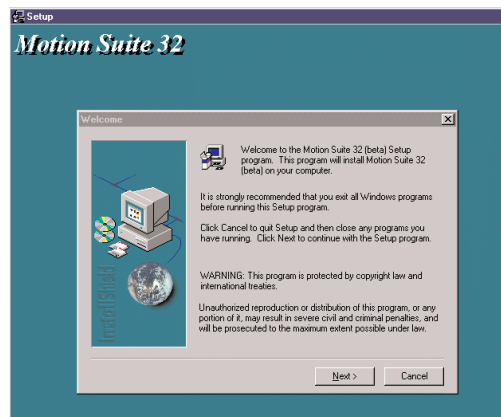 Setup
Motion Suite 32
Welcome
Welcome to the Motion Suite 32 (beta) Setup
program. This program will install Motion Suite 32
(beta) on your computer.
It is strongly recommended that you exit all Windows programs
before running this Setup program.
Click Cancel to quit Setup and then close any programs you
have running. Click Next to continue with the Setup program.
WARNING: This program is protected by copyright law and
international treaties.
Unauthorized reproduction or distribution of this program, or any
portion of it, may result in severe civil and criminal penalties, and
will be prosecuted to the maximum extent possible under law.
InstallShield
Next >
Cancel